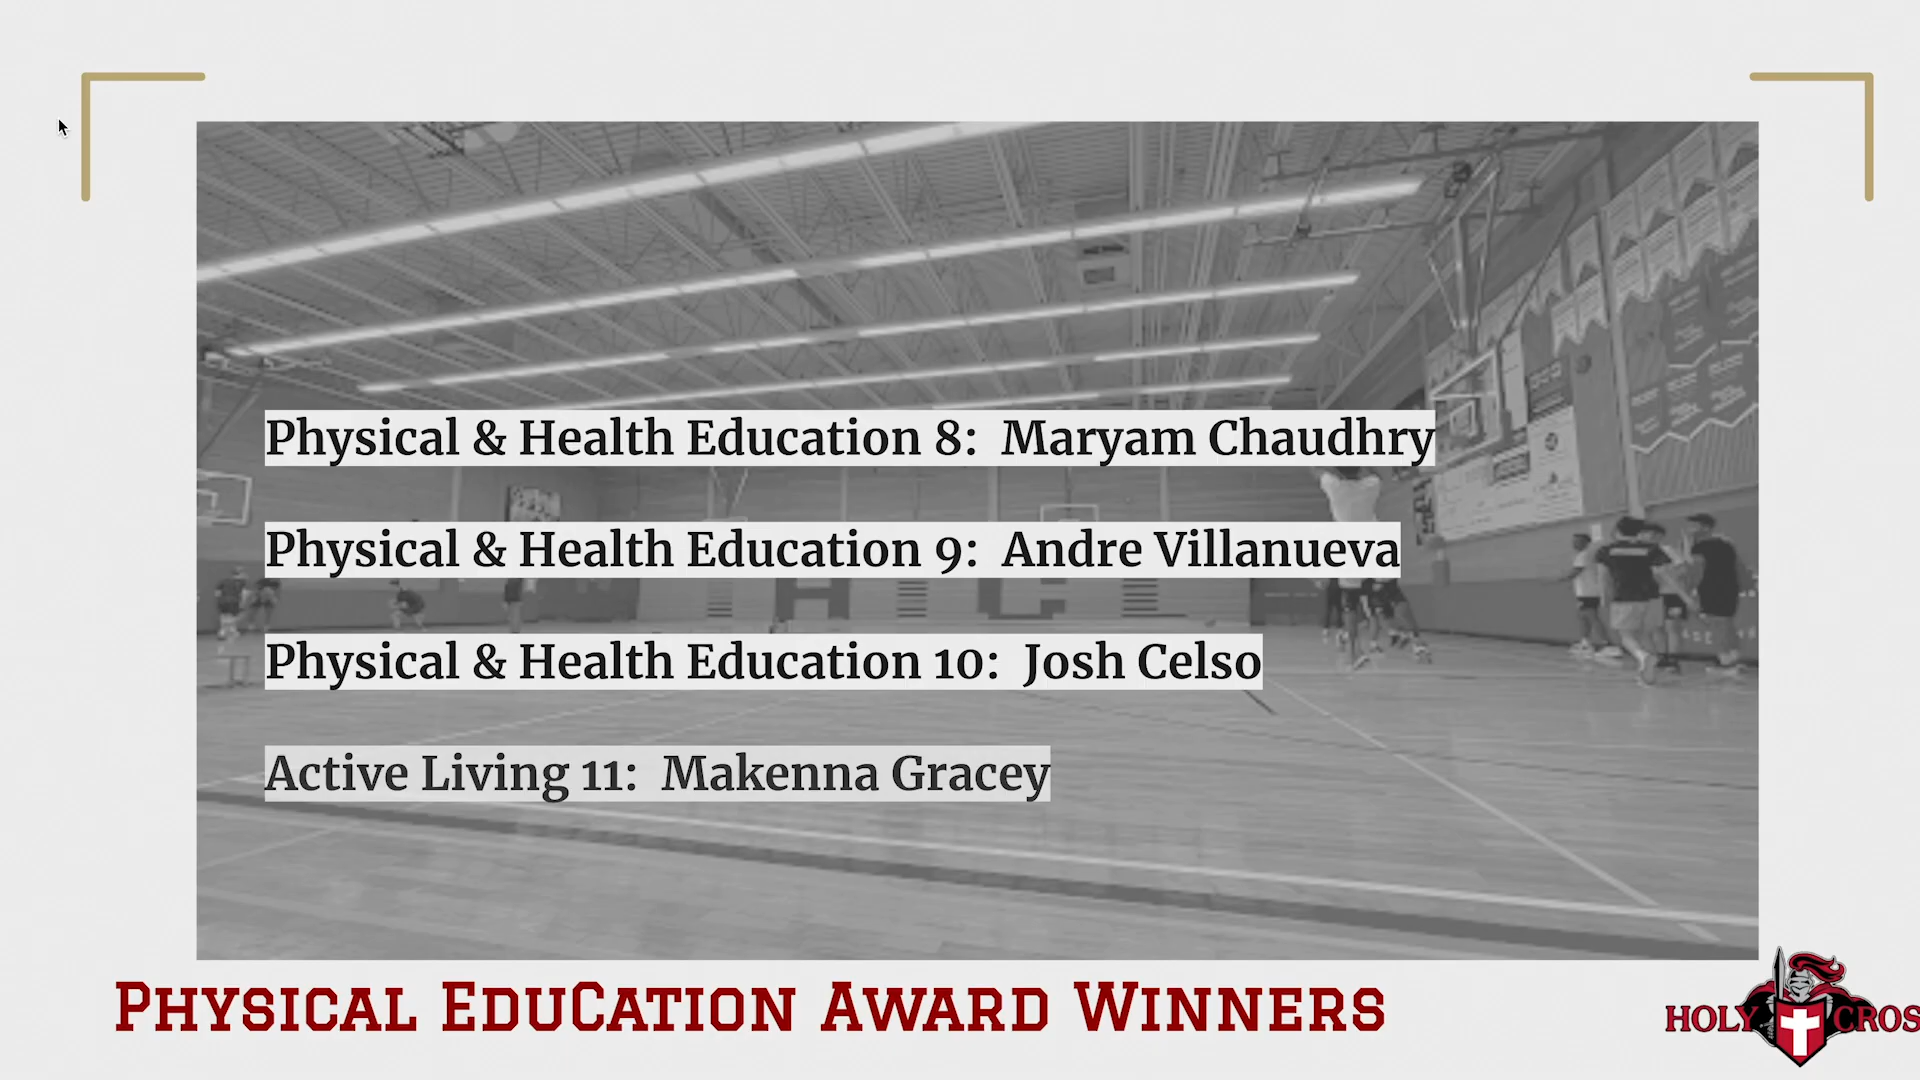 Physical & Health Education 8:  Maryam Chaudhry
Physical & Health Education 9:  Andre Villanueva
Physical & Health Education 10:  Josh Celso
Active Living 11:  Makenna Gracey
Physical EduCation Award Winners
HOLY CROS